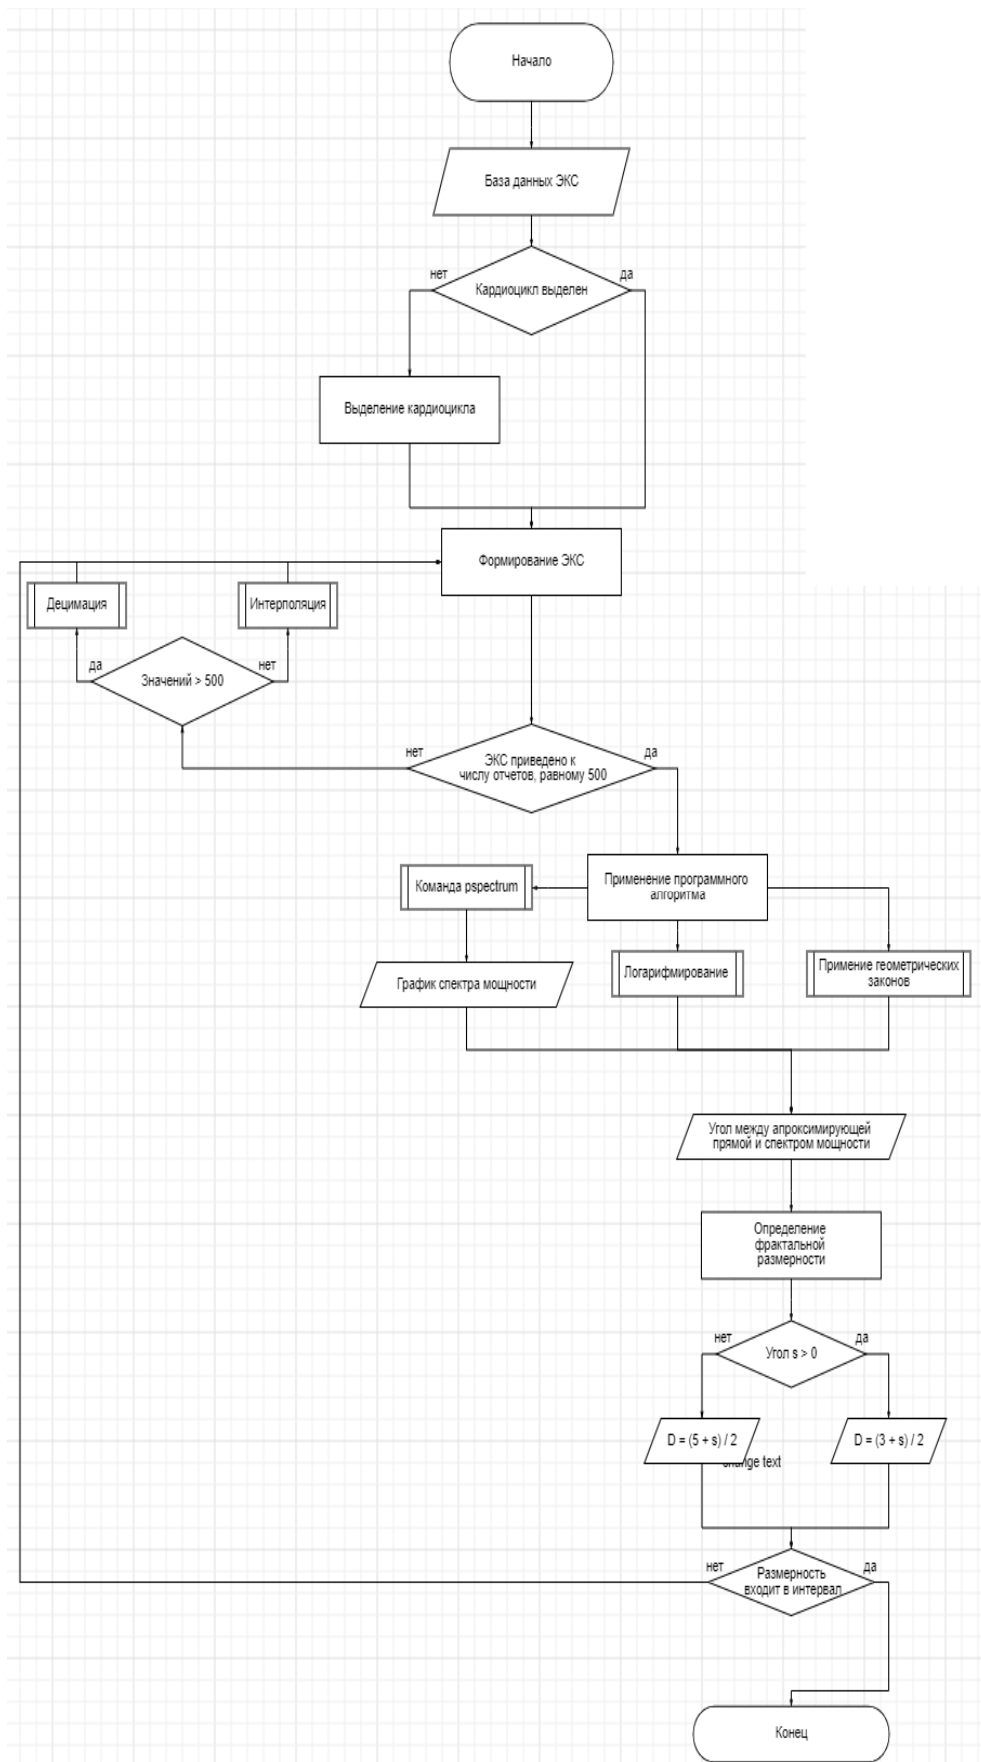 Начало
База данных ЭКС
нет
да
Кардиоцикл выделен
Выделение кардиоцикла
Формирование ЭКС
Децимация
Интерполяция
да
нет
Значений > 500
нет
да
ЭКС приведено к
числу отчетов, равному 500
Применение программного
алгоритма
Команда pspectrum
График спектра мощности
Логарифмирование
Примение геометрических
законов
Угол между апроксимирующей
прямой и спектром мощности
Определение
фрактальной
размерности
нет
да
Угол s > 0
D = (5 + s) / 2
D = (3 + s) / 2
text
нет
да
Размерность
входит в интервал
Конец